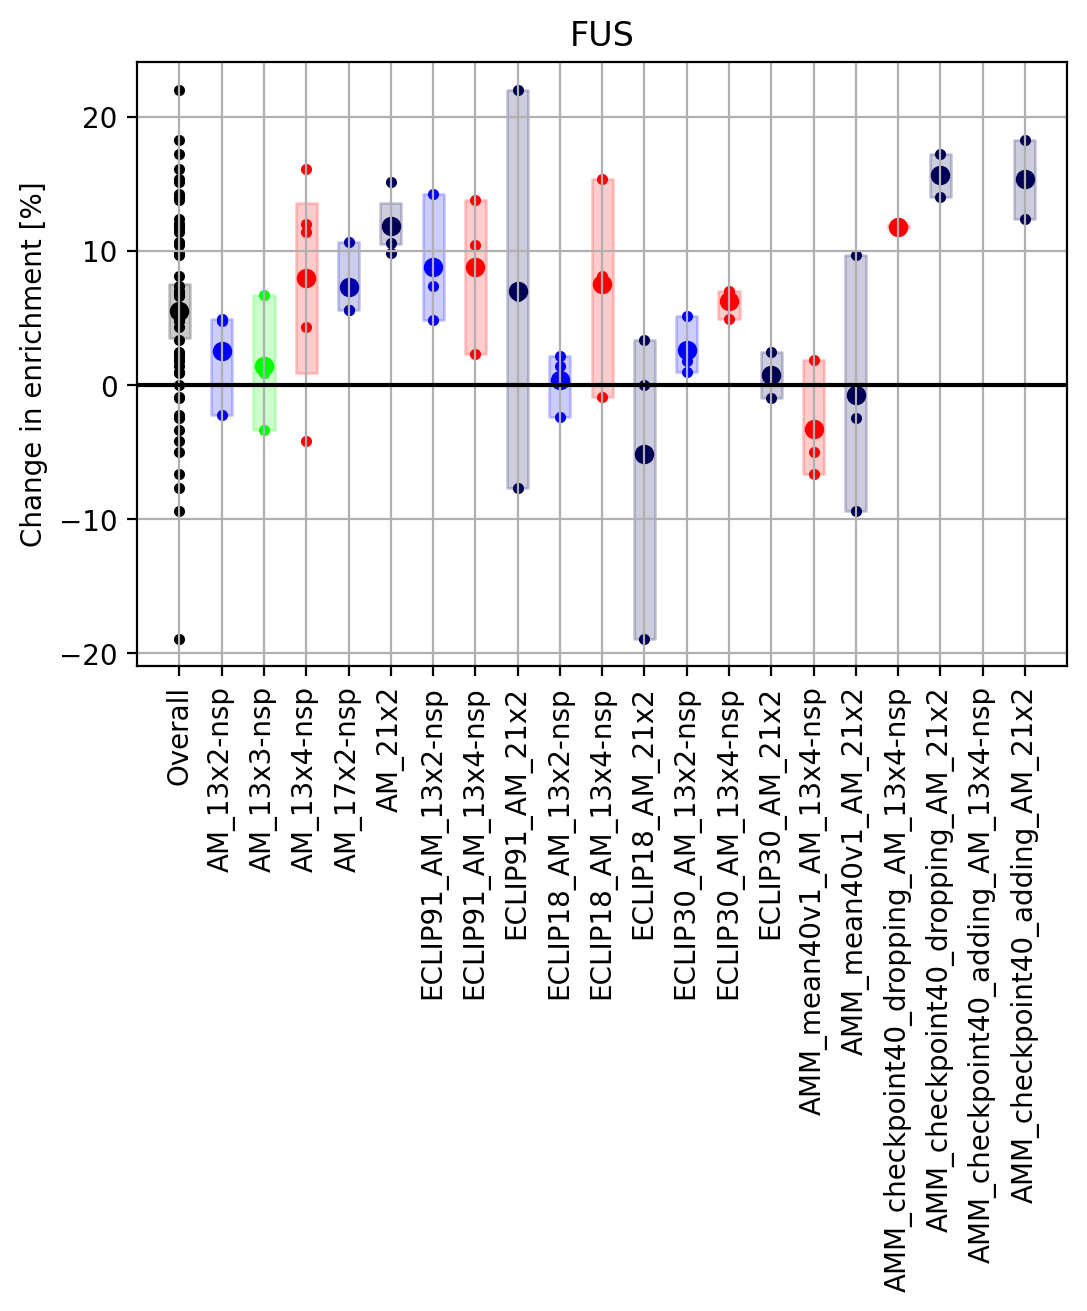 FUS
Change in enrichment [%]
20
10
0
−10
−20
Overall
AM_13x2-nsp
AM_13x3-nsp
AM_13x4-nsp
AM_17x2-nsp
AM_21x2
ECLIP91_AM_13x2-nsp
ECLIP91_AM_13x4-nsp
ECLIP91_AM_21x2
ECLIP18_AM_13x2-nsp
ECLIP18_AM_13x4-nsp
ECLIP18_AM_21x2
ECLIP30_AM_13x2-nsp
ECLIP30_AM_13x4-nsp
ECLIP30_AM_21x2
AMM_mean40v1_AM_13x4-nsp
AMM_mean40v1_AM_21x2
AMM_checkpoint40_dropping_AM_13x4-nsp
AMM_checkpoint40_dropping_AM_21x2
AMM_checkpoint40_adding_AM_13x4-nsp
AMM_checkpoint40_adding_AM_21x2